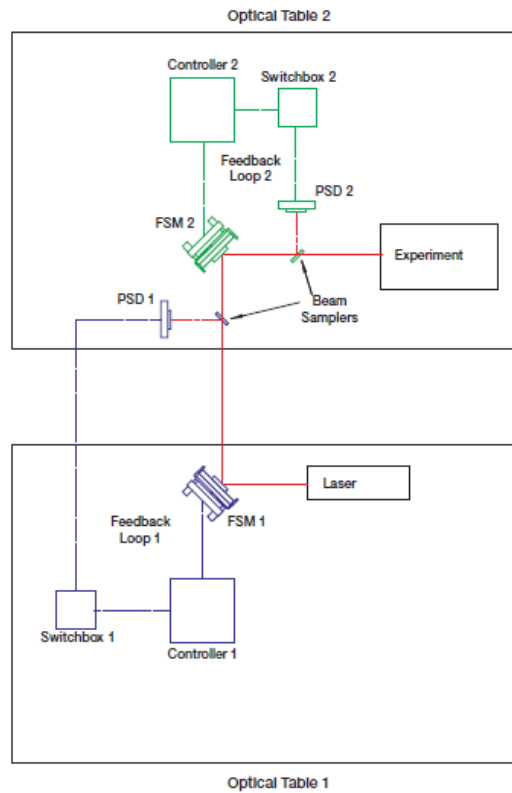 Optical Table 2
Controller 2
Switchbox 2
Feedback
Loop 2
PSD 2
FSM 2
Experiment
PSD 1
Beam
Samplers
Laser
FSM 1
Feedback
Loop 1
Switchbox 1
Controller 1
Optical Table 1